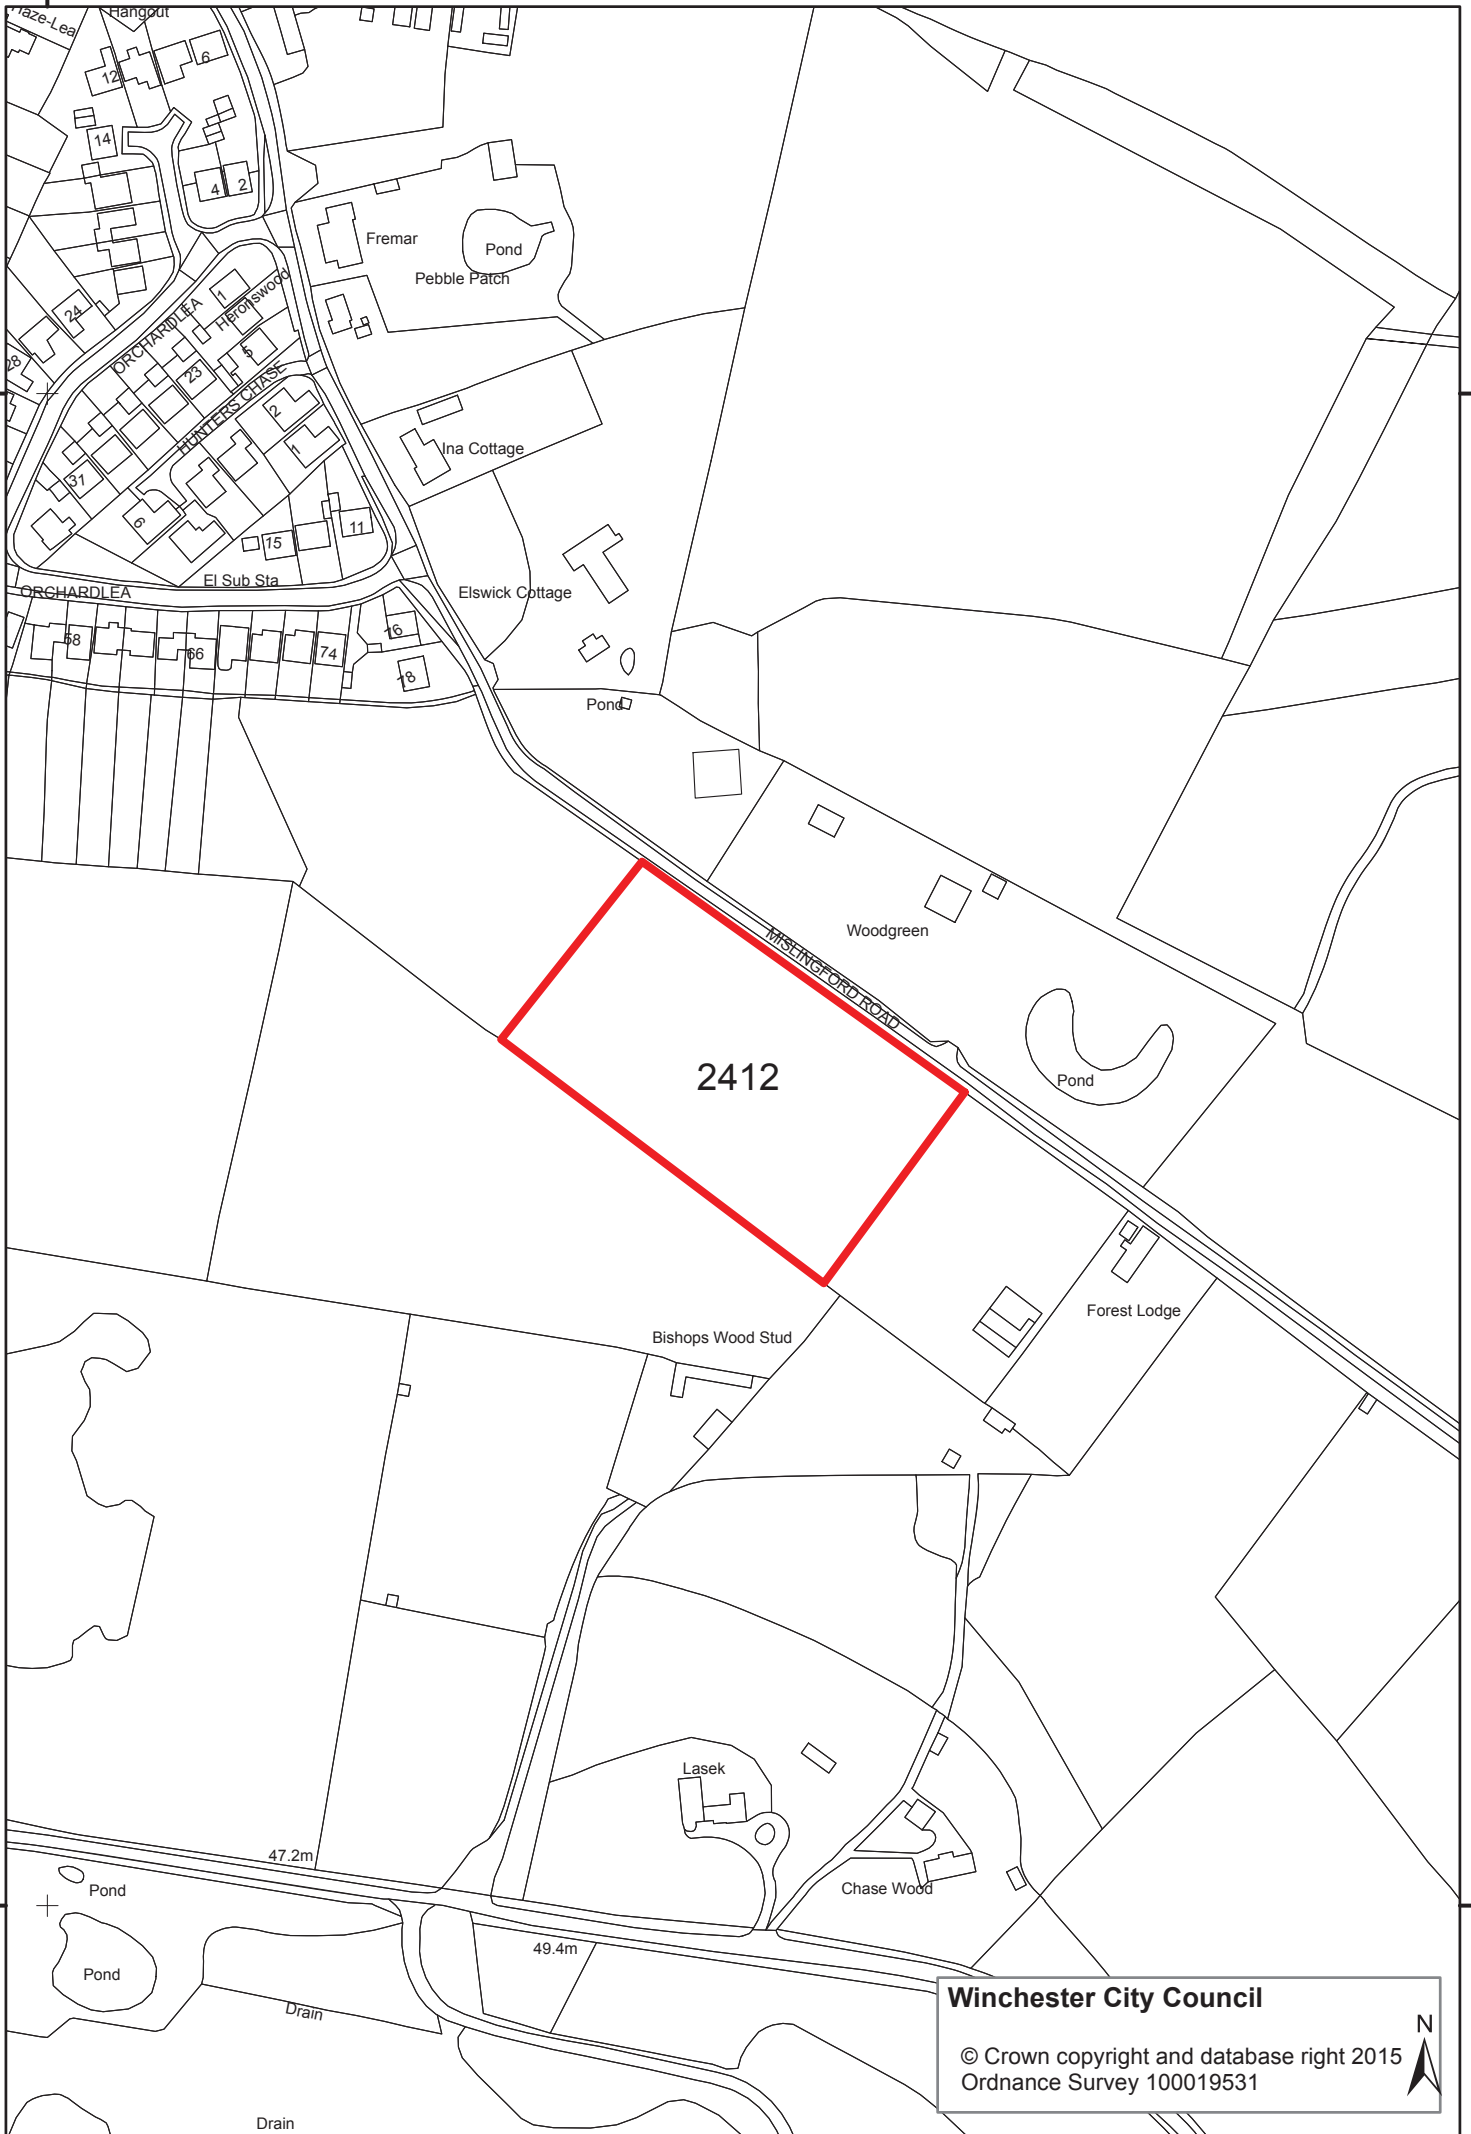 Haze-Lea
Hangout
6
12
14
4
2
Fremar
Pond
Pebble Patch
24
1
Heronswood
ORCHARDLEA
28
5
23
HUNTERS CHASE
2
1
Ina Cottage
31
6
11
15
El Sub Sta
ORCHARDLEA
Elswick Cottage
58
66
74
76
78
Pond
Woodgreen
MISLINGFORD ROAD
2412
Pond
Forest Lodge
Bishops Wood Stud
Lasek
47.2m
Pond
Chase Wood
49.4m
Pond
Drain
Drain
Winchester City Council
N
© Crown copyright and database right 2015
Ordnance Survey 100019531